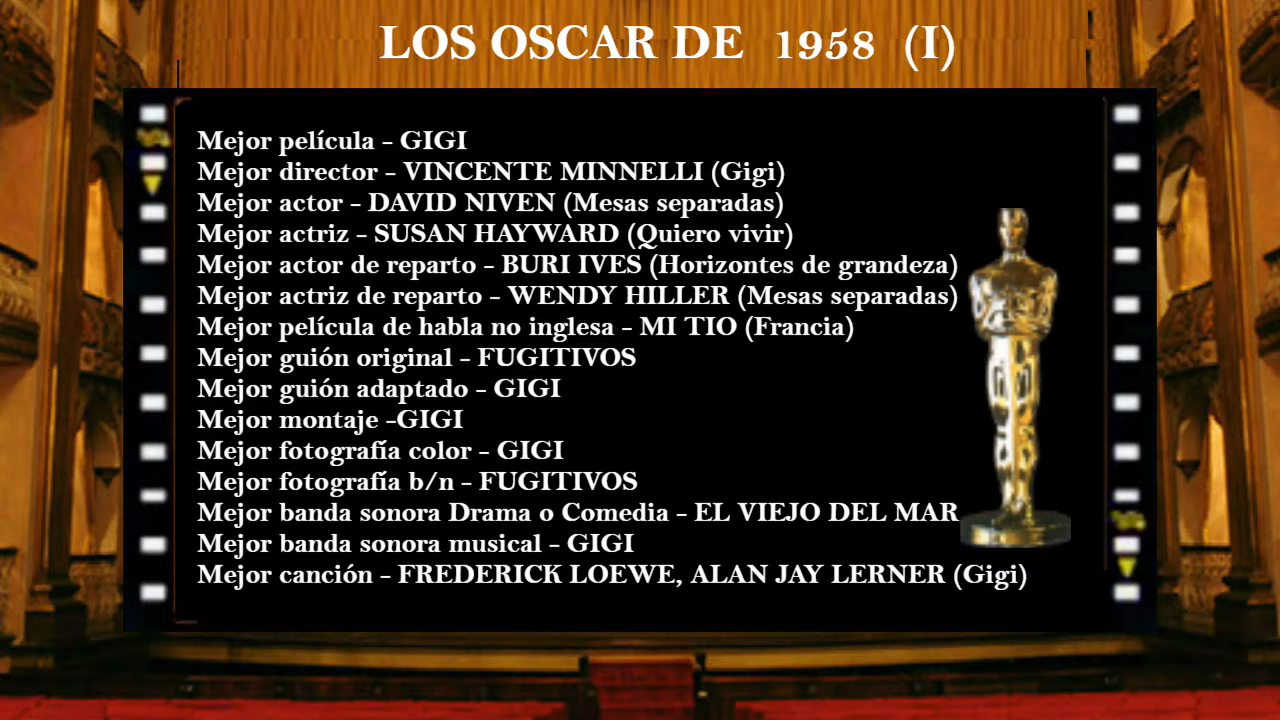 LOS OSCAR DE 1958 (I)
Mejor película - GIGI
Mejor director - VINCENTE MINNELLI (Gigi)
Mejor actor - DAVID NIVEN (Mesas separadas)
Mejor actriz - SUSAN HAYWARD (Quiero vivir)
Mejor actor de reparto - BURI IVES (Horizontes de grandeza)
Mejor actriz de reparto - WENDY HILLER (Mesas separadas)
Mejor película de habla no inglesa - MI TIO (Francia)
Mejor guión original - FUGITIVOS
Mejor guión adaptado - GIGI
Mejor montaje -GIGI
Mejor fotografía color - GIGI
Mejor fotografía b/n - FUGITIVOS
Mejor banda sonora Drama o Comedia - EL VIEJO DEL MAR
Mejor banda sonora musical - GIGI
Mejor canción - FREDERICK LOEWE, ALAN JAY LERNER (Gigi)